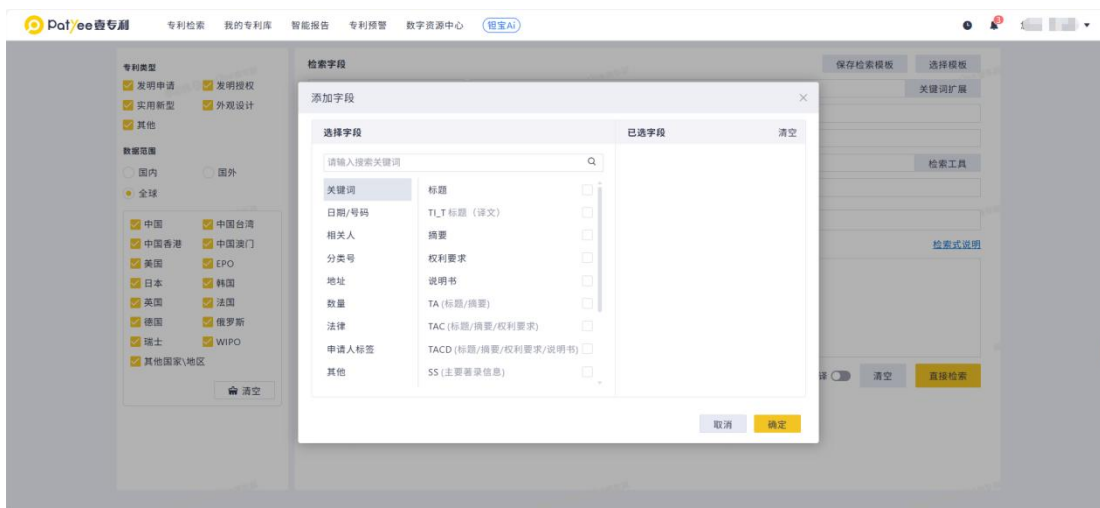 Patyee壹专利 专利检索 我的专利库 智能报告 专利预警 数字资源中心 钽宝Ai 3
专利类型
发明申请 发明授权
实用新型 外观设计
其他
数据范围
国内 国外
全球
中国 中国台湾
中国香港 中国澳门
美国 EPO
日本 韩国
英国 法国
德国 俄罗斯
瑞士 WIPO
其他国家\地区
清空
检索字段 保存检索模板 选择模板
关键词扩展
检索工具
检索式说明
译 清空 直接检索
添加字段
选择字段
请输入搜索关键词
关键词 标题
日期/号码 TI_T 标题（译文）
相关人 摘要
分类号 权利要求
地址 说明书
数量 TA (标题/摘要)
法律 TAC (标题/摘要/权利要求)
申请人标签 TACD (标题/摘要/权利要求/说明书)
其他 SS (主要著录信息)
已选字段 清空
取消 确定